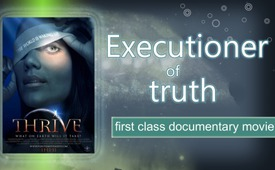 THRIVE
WHAT ON EARTH WILL IT TAKE?
Executioner
of
truth
first class documentary movie